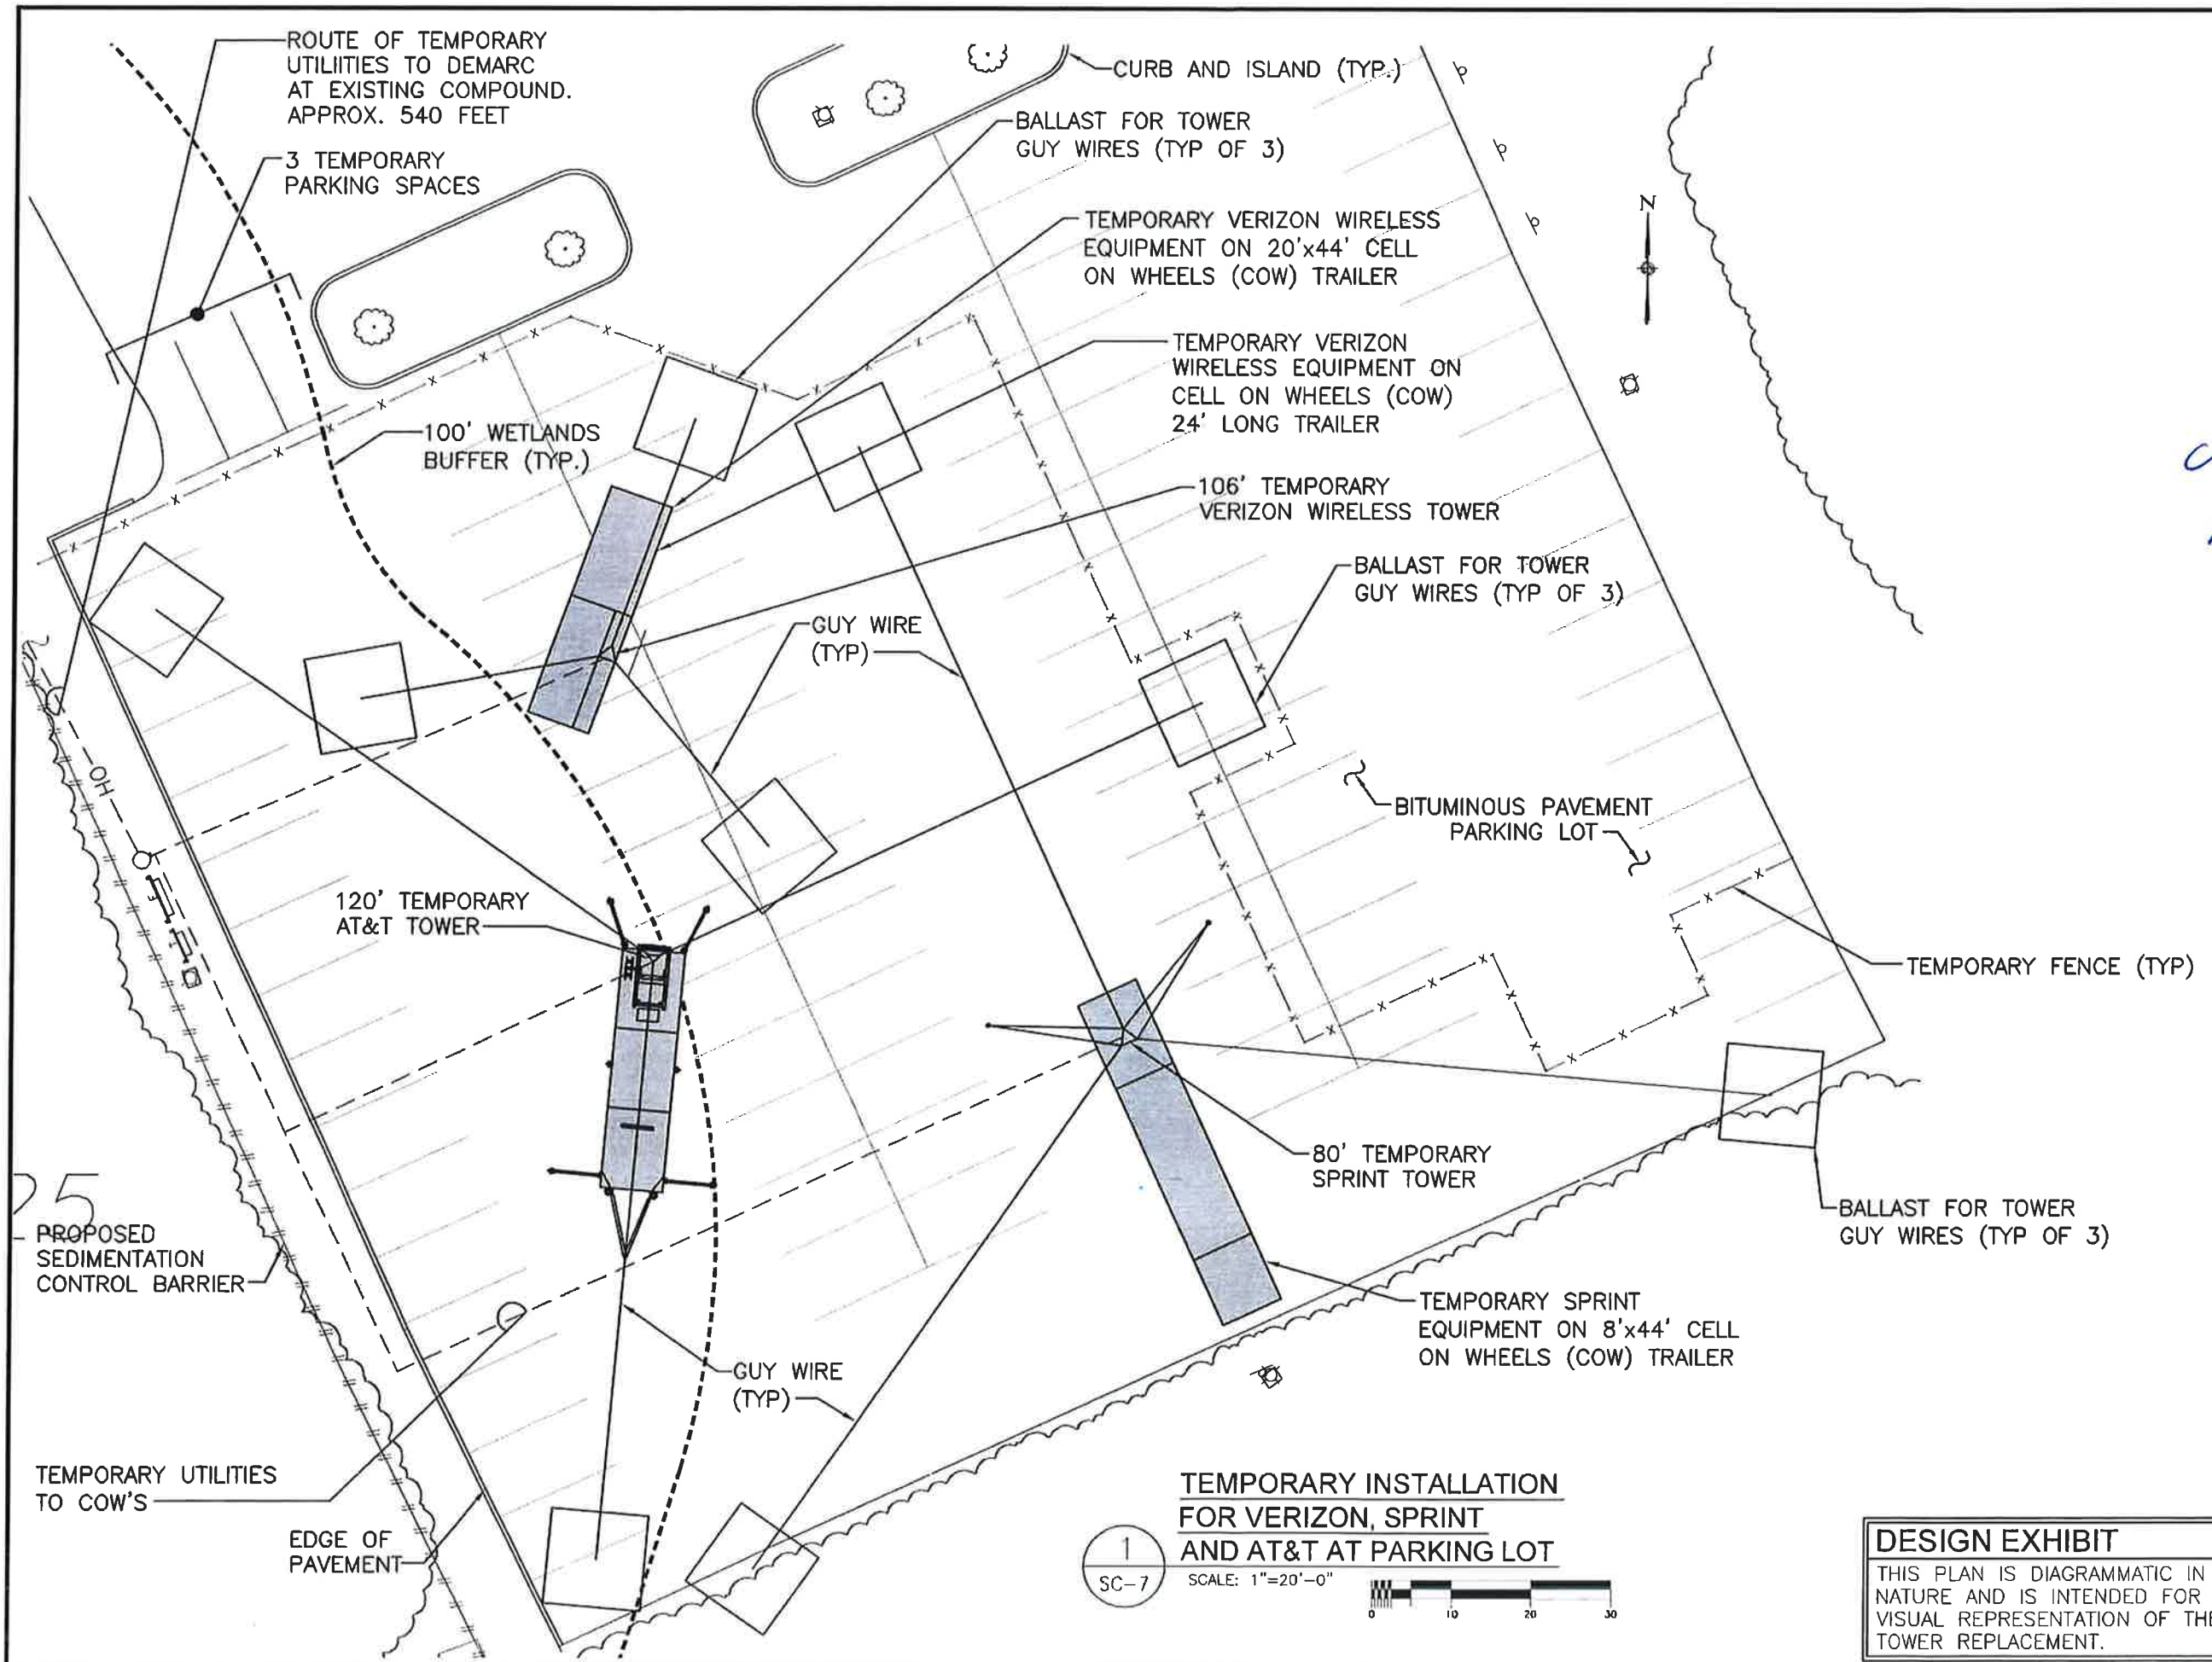 ROUTE OF TEMPORARY
UTILIITIES TO DEMARC
AT EXISTING COMPOUND.
APPROX. 540 FEET
3 TEMPORARY
PARKING SPACES
CURB AND ISLAND (TYP.)
BALLAST FOR TOWER
GUY WIRES (TYP OF 3)
TEMPORARY VERIZON WIRELESS
EQUIPMENT ON 20'x44' CELL
ON WHEELS (COW) TRAILER
N
TEMPORARY VERIZON
WIRELESS EQUIPMENT ON
CELL ON WHEELS (COW)
24' LONG TRAILER
100' WETLANDS
BUFFER (TYP.)
106' TEMPORARY
VERIZON WIRELESS TOWER
BALLAST FOR TOWER
GUY WIRES (TYP OF 3)
GUY WIRE
(TYP)
OH
BITUMINOUS PAVEMENT
PARKING LOT
120' TEMPORARY
AT&T TOWER
TEMPORARY FENCE (TYP)
80' TEMPORARY
SPRINT TOWER
25
PROPOSED
SEDIMENTATION
CONTROL BARRIER
BALLAST FOR TOWER
GUY WIRES (TYP OF 3)
TEMPORARY SPRINT
EQUIPMENT ON 8'x44' CELL
ON WHEELS (COW) TRAILER
GUY WIRE
(TYP)
TEMPORARY UTILITIES
TO COW'S
EDGE OF
PAVEMENT
1
SC-7
TEMPORARY INSTALLATION
FOR VERIZON, SPRINT
AND AT&T AT PARKING LOT
SCALE: 1"=20'-0"
0 10 20 30
DESIGN EXHIBIT
THIS PLAN IS DIAGRAMMATIC IN
NATURE AND IS INTENDED FOR
VISUAL REPRESENTATION OF THE
TOWER REPLACEMENT.